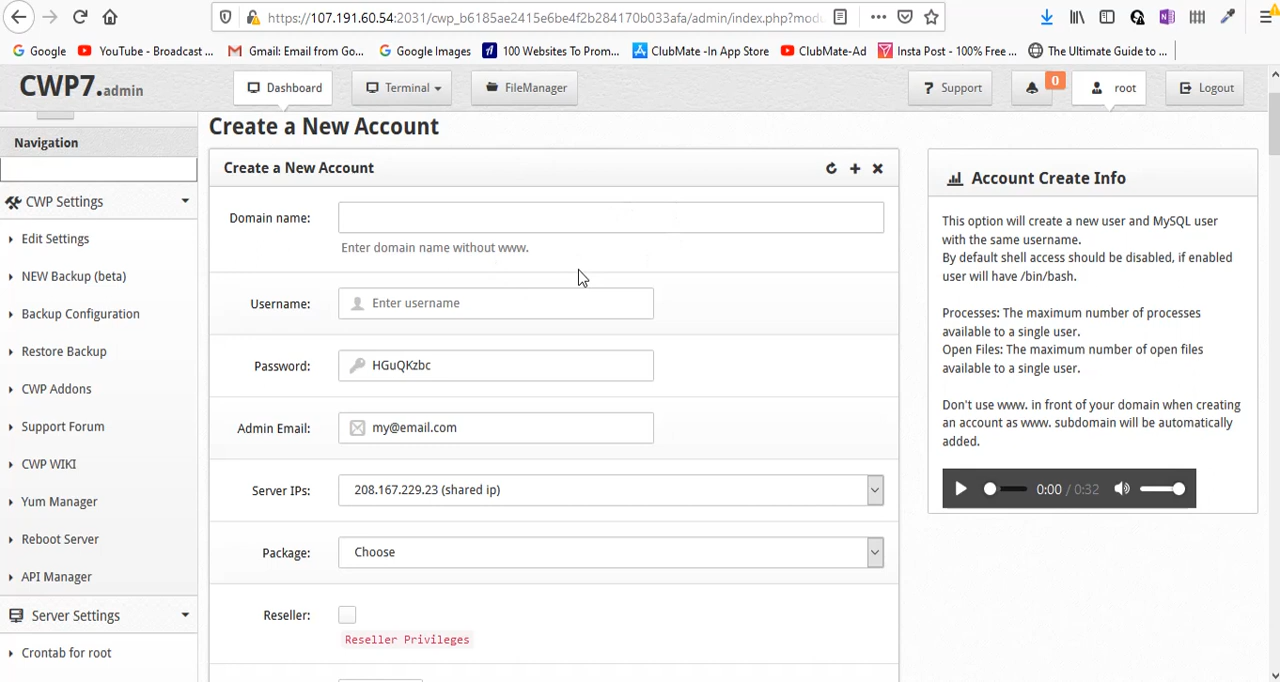 https://107.191.60.54:2031/cwp_b6185ae2415e6be4f2b284170b033afa/admin/index.php?modu
Google
YouTube - Broadcast ...
Gmail: Email from Go...
Google Images
100 Websites To Prom...
ClubMate -In App Store
ClubMate-Ad
Insta Post - 100% Free ...
The Ultimate Guide to ...
CWP7.admin
Dashboard
Terminal
FileManager
? Support
0
root
Logout
Navigation
CWP Settings
Edit Settings
NEW Backup (beta)
Backup Configuration
Restore Backup
CWP Addons
Support Forum
CWP WIKI
Yum Manager
Reboot Server
API Manager
Server Settings
Crontab for root
Create a New Account
Create a New Account
Domain name:
Enter domain name without www.
Username:
Enter username
Password:
HGuQKzbc
Admin Email:
my@email.com
Server IPs:
208.167.229.23 (shared ip)
Package:
Choose
Reseller:
Reseller Privileges
Account Create Info
This option will create a new user and MySQL user
with the same username.
By default shell access should be disabled, if enabled
user will have /bin/bash.
Processes: The maximum number of processes
available to a single user.
Open Files: The maximum number of open files
available to a single user.
Don't use www. in front of your domain when creating
an account as www. subdomain will be automatically
added.
0:00 / 0:32